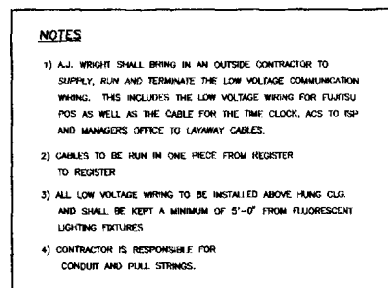 NOTES
1) A.J. WRIGHT SHALL BRING IN AN OUTSIDE CONTRACTOR TO
SUPPLY, RUN AND TERMINATE THE LOW VOLTAGE COMMUNICATION
WIRING. THIS INCLUDES THE LOW VOLTAGE WIRING FOR FUJITSU
POS AS WELL AS THE CABLE FOR THE TIME CLOCK, ACS TO ISP
AND MANAGERS OFFICE TO LAYAWAY CABLES.
2) CABLES TO BE RUN IN ONE PIECE FROM REGISTER
TO REGISTER
3) ALL LOW VOLTAGE WIRING TO BE INSTALLED ABOVE HUNG CLG.
AND SHALL BE KEPT A MINIMUM OF 5'-0" FROM FLUORESCENT
LIGHTING FIXTURES
4) CONTRACTOR IS RESPONSIBLE FOR
CONDUIT AND PULL STRINGS.